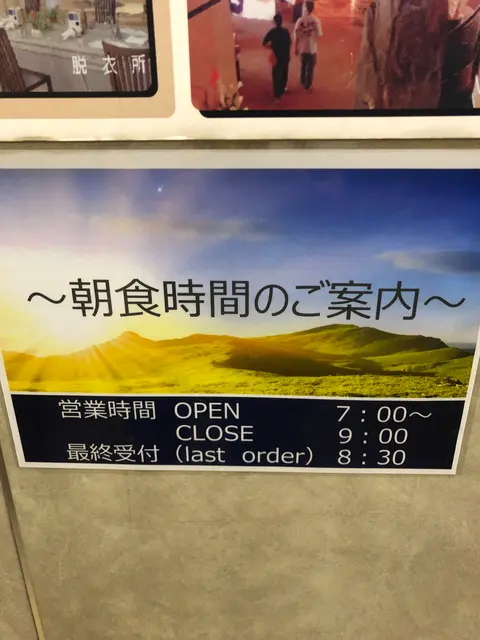 脱衣所
～朝食時間のご案内～
営業時間 OPEN 7：00～
CLOSE 9：00
最終受付（last order） 8：30